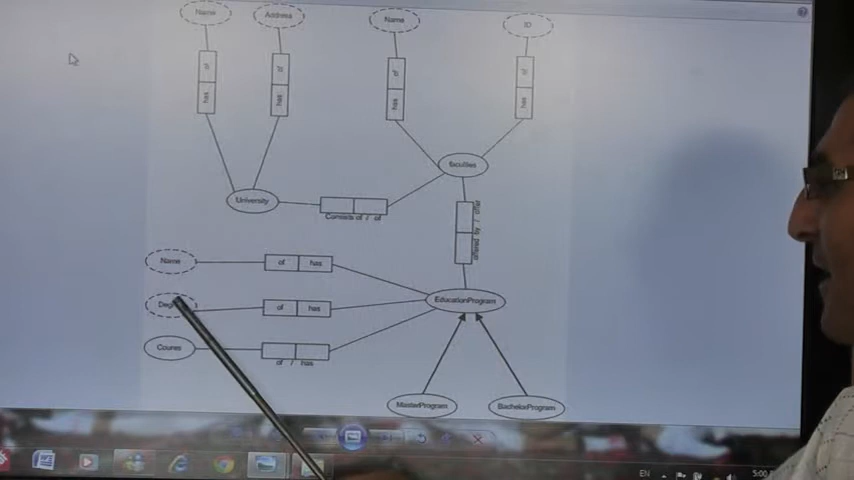 Name
Address
Name
ID
of
has
of
has
of
has
of
has
faculties
University
Consists of / of
offered by / offer
Name
of
has
EducationProgram
of
has
Coures
of / has
MasterProgram
BachelorProgram
EN